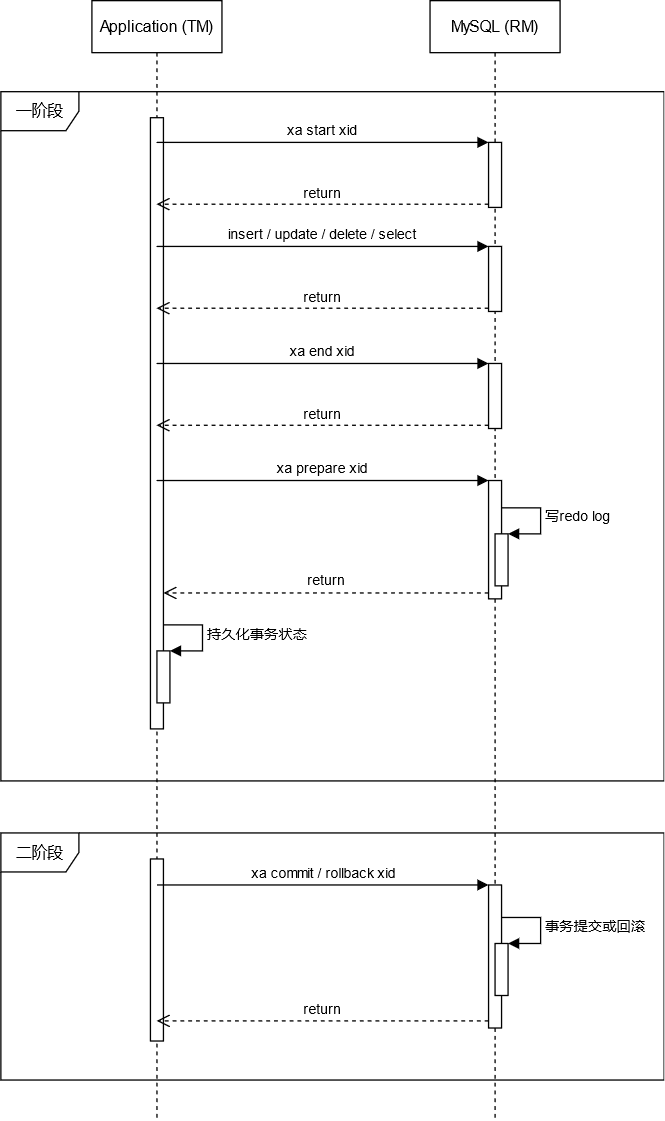 Application (TM)
MySQL (RM)
一阶段
xa start xid
return
insert / update / delete / select
return
xa end xid
return
xa prepare xid
写redo log
return
持久化事务状态
二阶段
xa commit / rollback xid
事务提交或回滚
return